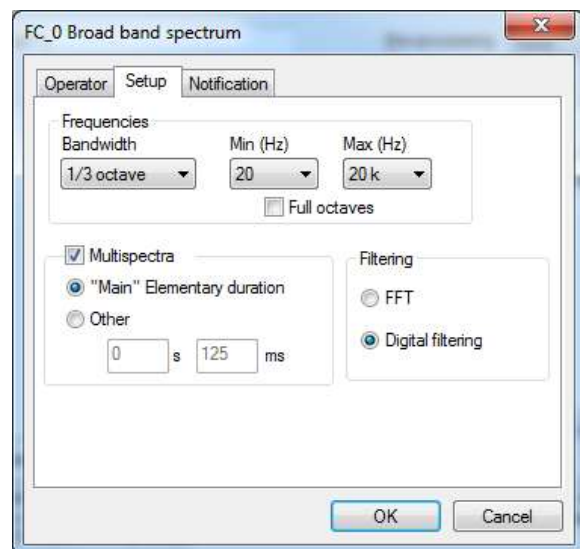 FC_0 Broad band spectrum
Operator Setup Notification
Frequencies
Bandwidth Min (Hz) Max (Hz)
1/3 octave 20 20 k
Full octaves
Multispectra
"Main" Elementary duration
Other
0 s 125 ms
Filtering
FFT
Digital filtering
OK Cancel